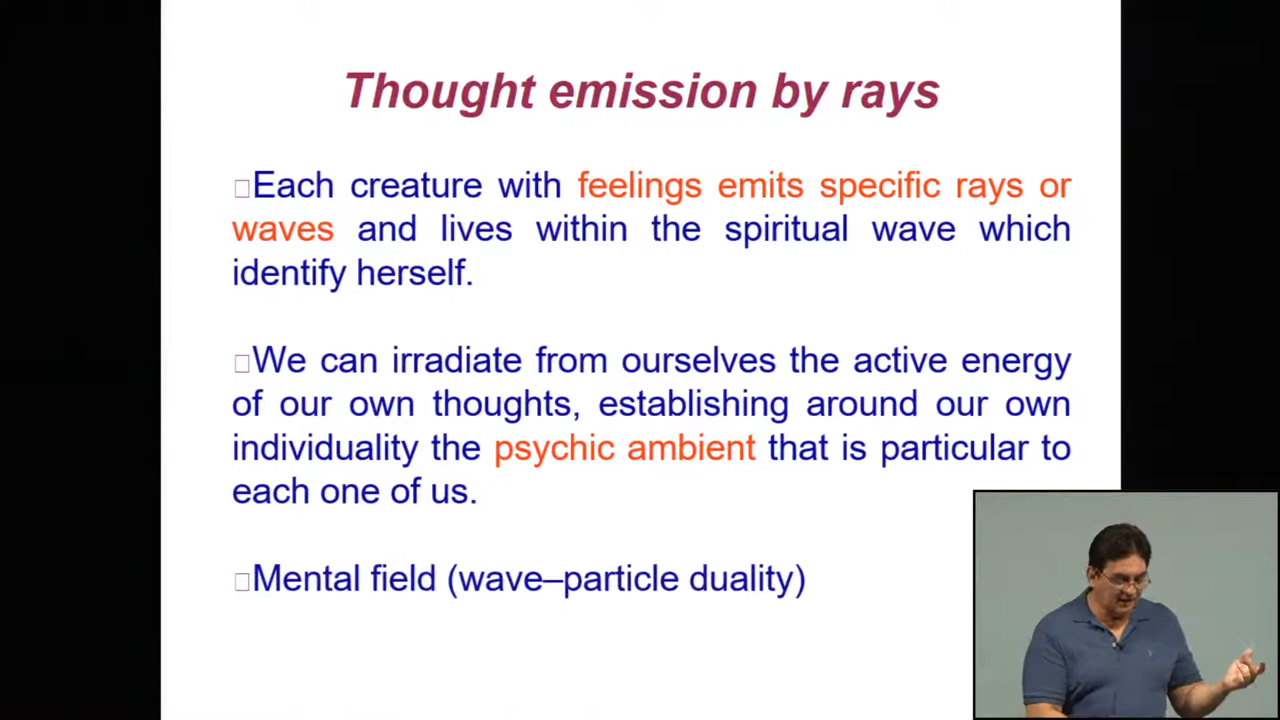 Thought emission by rays
Each creature with feelings emits specific rays or
waves and lives within the spiritual wave which
identify herself.
We can irradiate from ourselves the active energy
of our own thoughts, establishing around our own
individuality the psychic ambient that is particular to
each one of us.
Mental field (wave–particle duality)